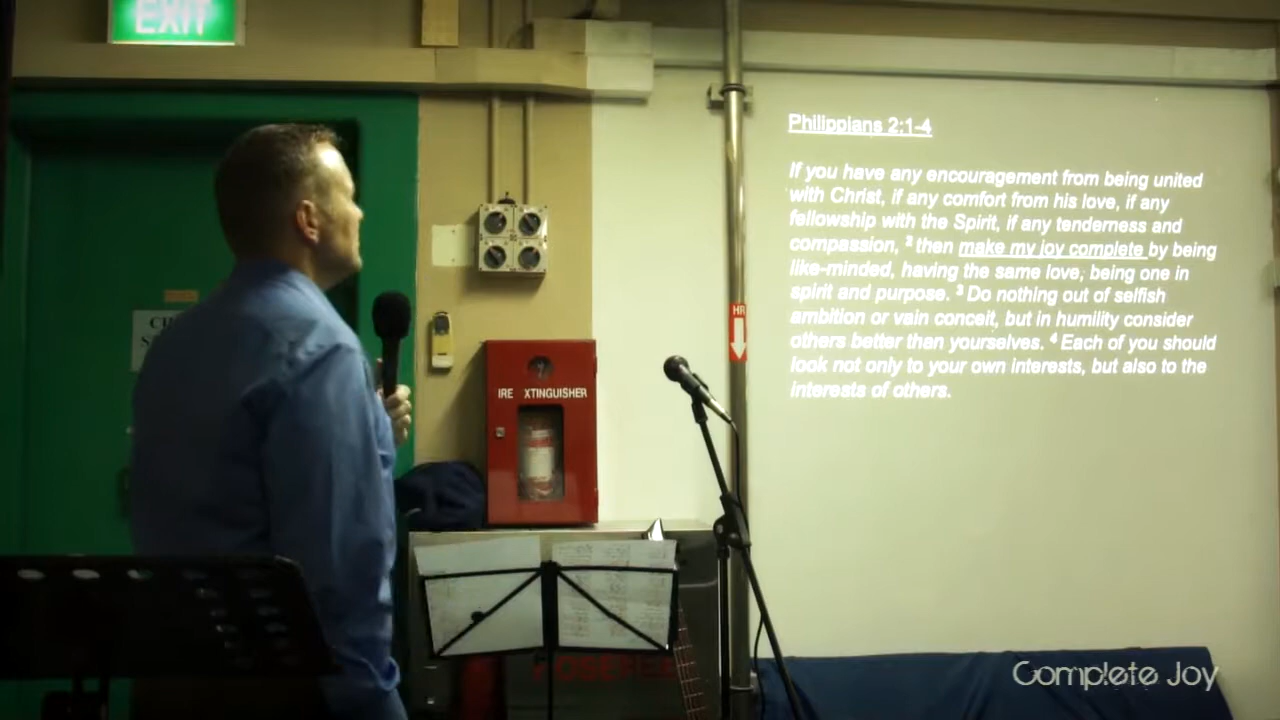 EXIT
Philippians 2:1-4
If you have any encouragement from being united
with Christ, if any comfort from his love, if any
fellowship with the Spirit, if any tenderness and
compassion, ² then make my joy complete by being
like-minded, having the same love, being one in
spirit and purpose. ³ Do nothing out of selfish
ambition or vain conceit, but in humility consider
others better than yourselves. ⁴ Each of you should
look not only to your own interests, but also to the
interests of others.
HR
IRE XTINGUISHER
Complete Joy